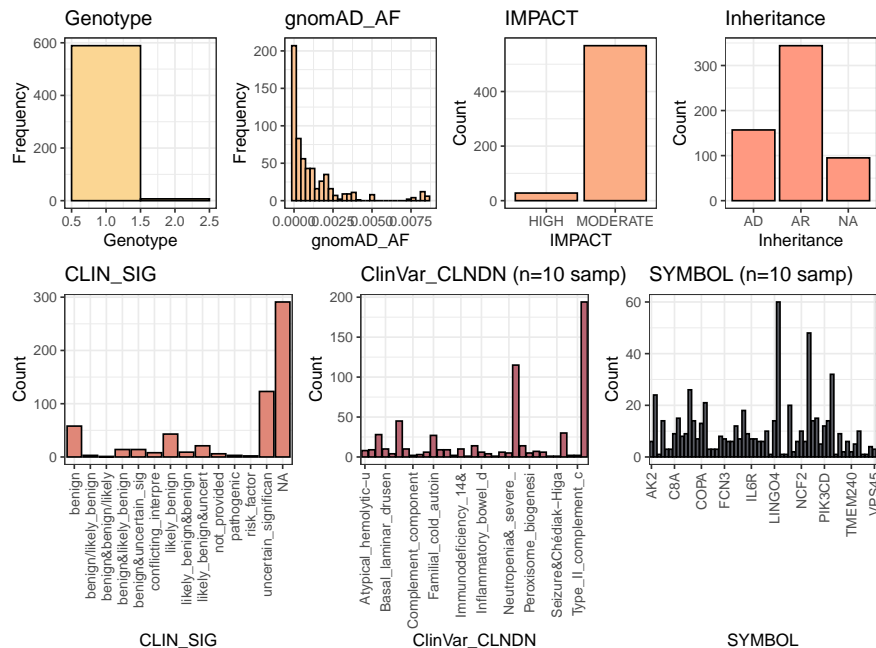 Genotype
Frequency
600
400
200
0
0.5 1.0 1.5 2.0 2.5
Genotype
gnomAD_AF
Frequency
200
150
100
50
0
0.0000 0.0025 0.0050 0.0075
gnomAD_AF
IMPACT
Count
400
200
0
HIGH MODERATE
IMPACT
Inheritance
Count
300
200
100
0
AD AR NA
Inheritance
CLIN_SIG
Count
300
200
100
0
benign
benign/likely_benign
benign&benign/likely
benign&likely_benign
benign&uncertain_sig
conflicting_interpre
likely_benign
likely_benign&benign
likely_benign&uncert
not_provided
pathogenic
risk_factor
uncertain_significan
NA
CLIN_SIG
ClinVar_CLNDN (n=10 samp)
Count
200
150
100
50
0
Atypical_hemolytic−u
Basal_laminar_drusen
Complement_component
Familial_cold_autoin
Immunodeficiency_14&
Inflammatory_bowel_d
Neutropenia&_severe_
Peroxisome_biogenesi
Seizure&Chédiak−Higa
Type_II_complement_c
ClinVar_CLNDN
SYMBOL (n=10 samp)
Count
60
40
20
0
AK2
C8A
COPA
FCN3
IL6R
LINGO4
NCF2
PIK3CD
TMEM240
VPS45
SYMBOL